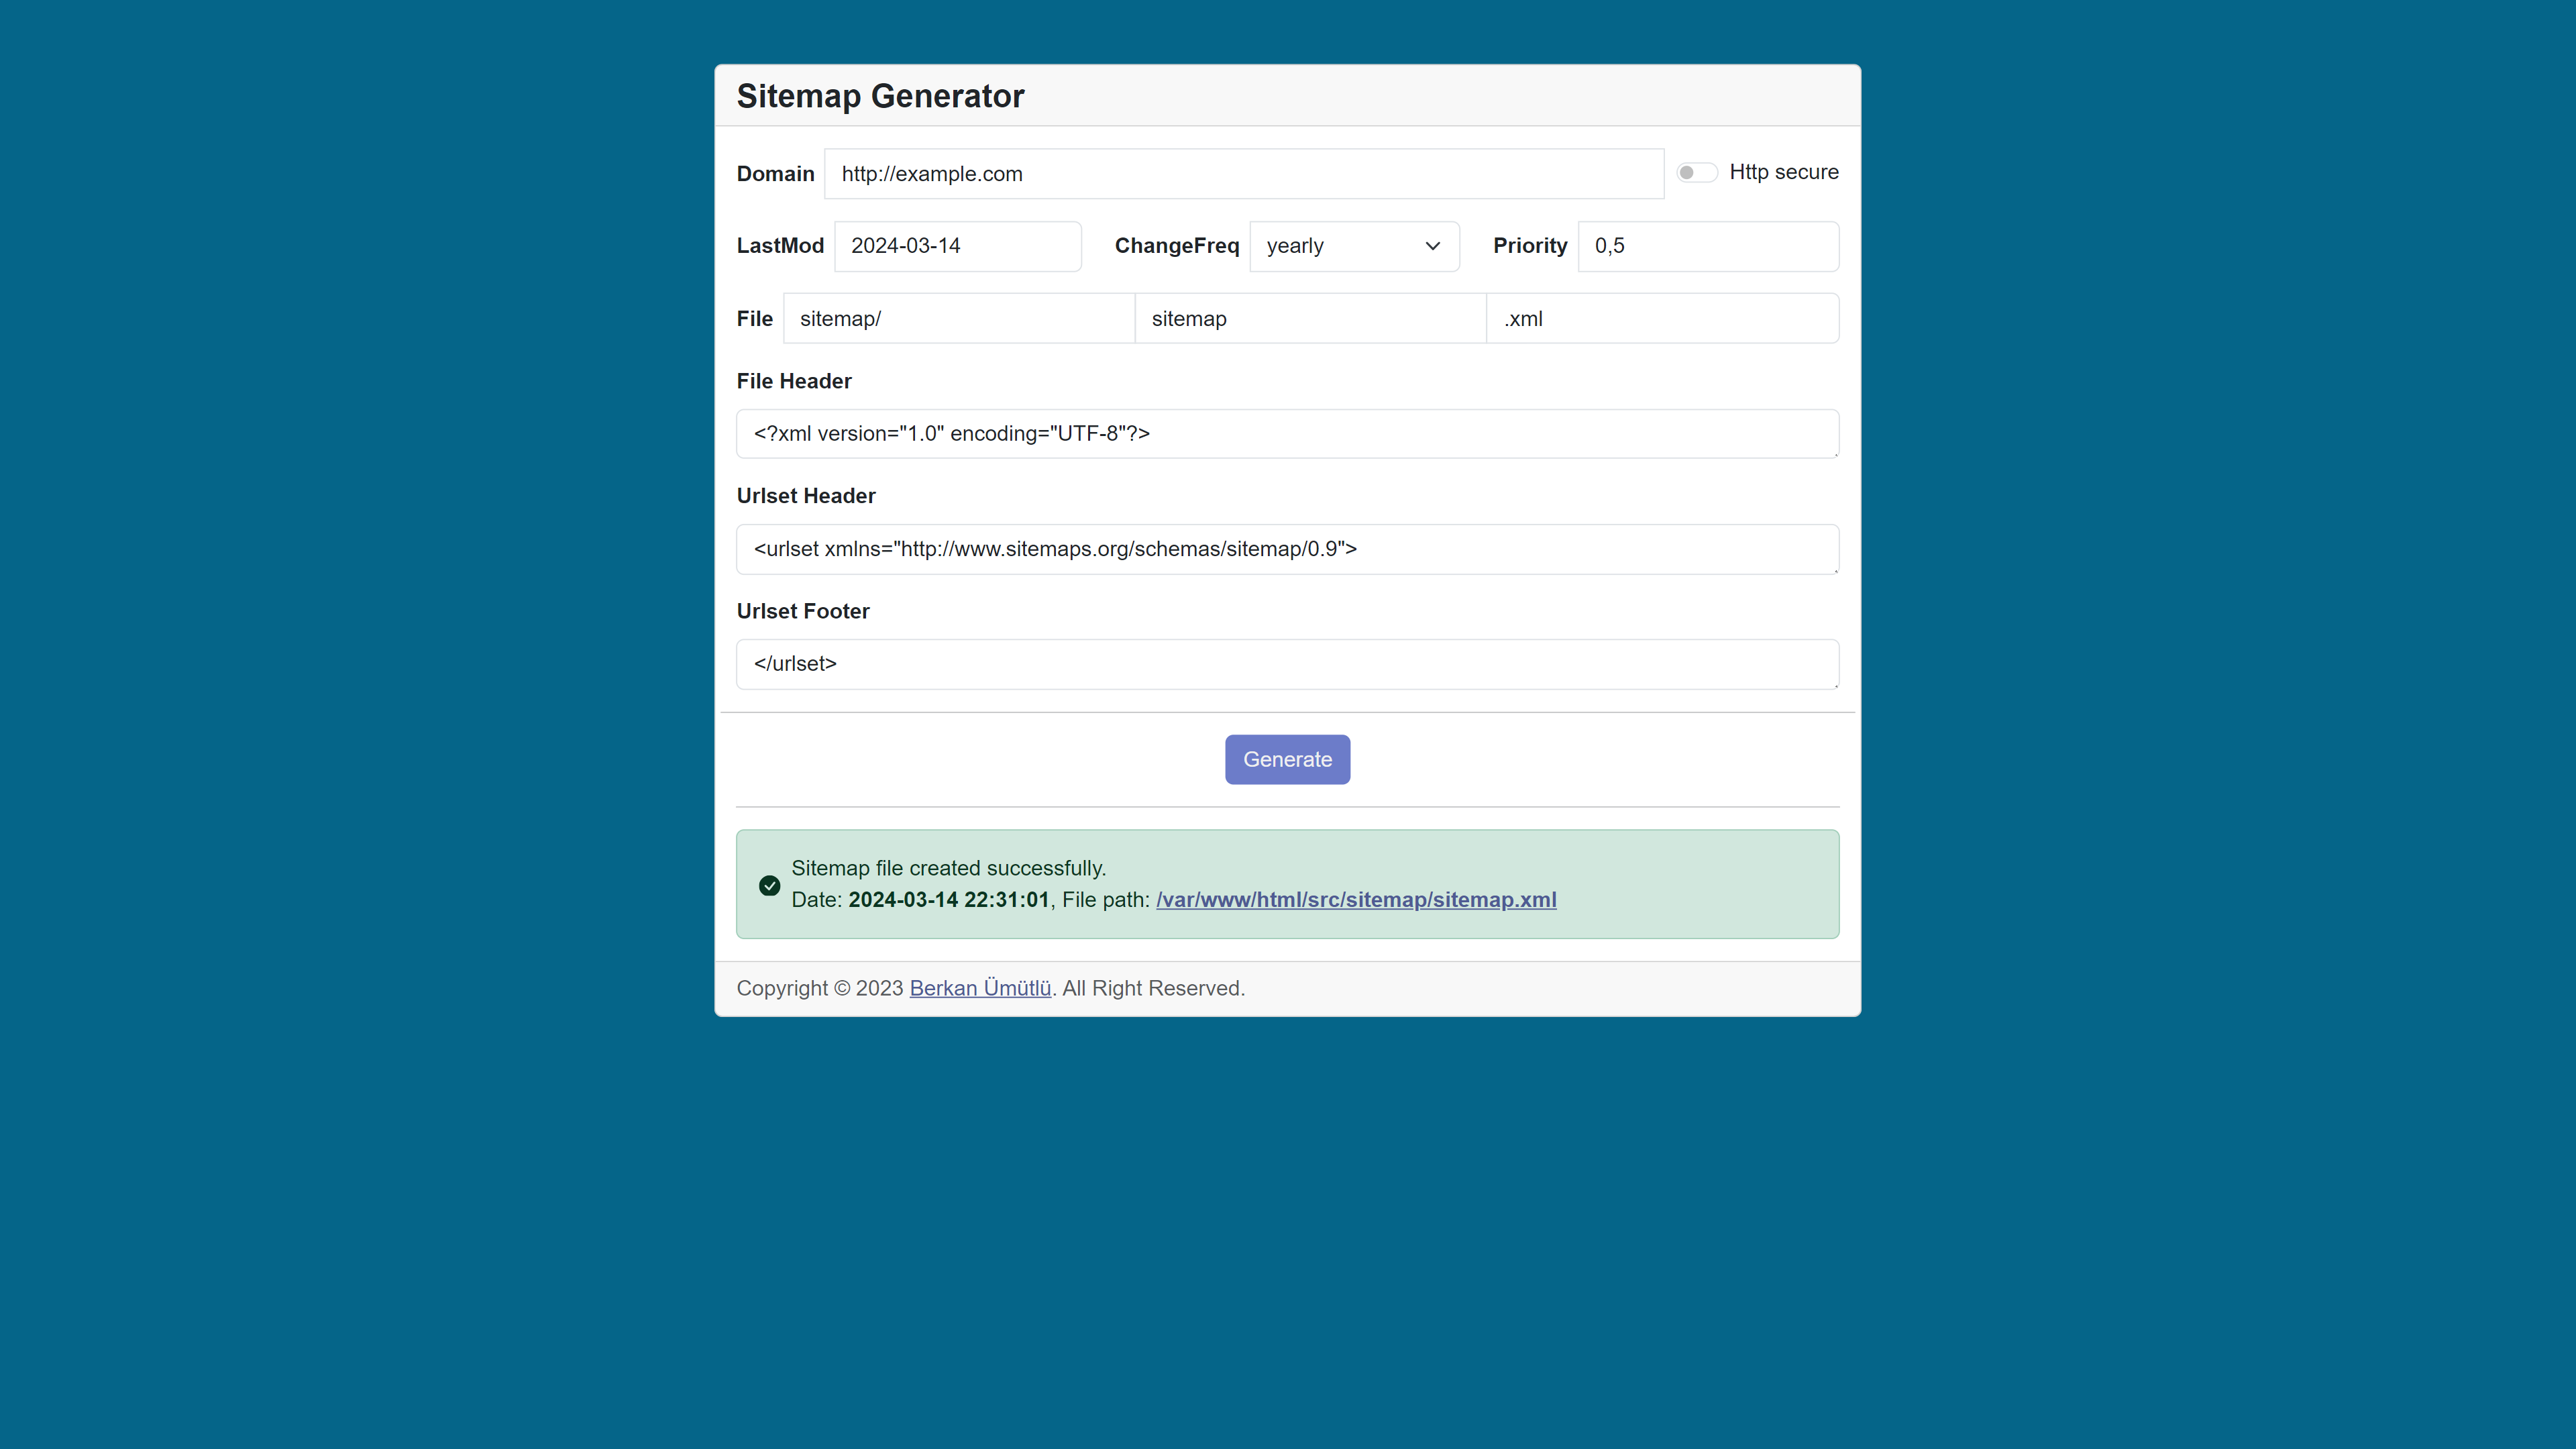 Sitemap Generator
Domain http://example.com Http secure
LastMod 2024-03-14 ChangeFreq yearly Priority 0,5
File sitemap/ sitemap .xml
File Header
<?xml version="1.0" encoding="UTF-8"?>
Urlset Header
<urlset xmlns="http://www.sitemaps.org/schemas/sitemap/0.9">
Urlset Footer
</urlset>
Generate
Sitemap file created successfully.
Date: 2024-03-14 22:31:01, File path: /var/www/html/src/sitemap/sitemap.xml
Copyright © 2023 Berkan Ümütlü. All Right Reserved.